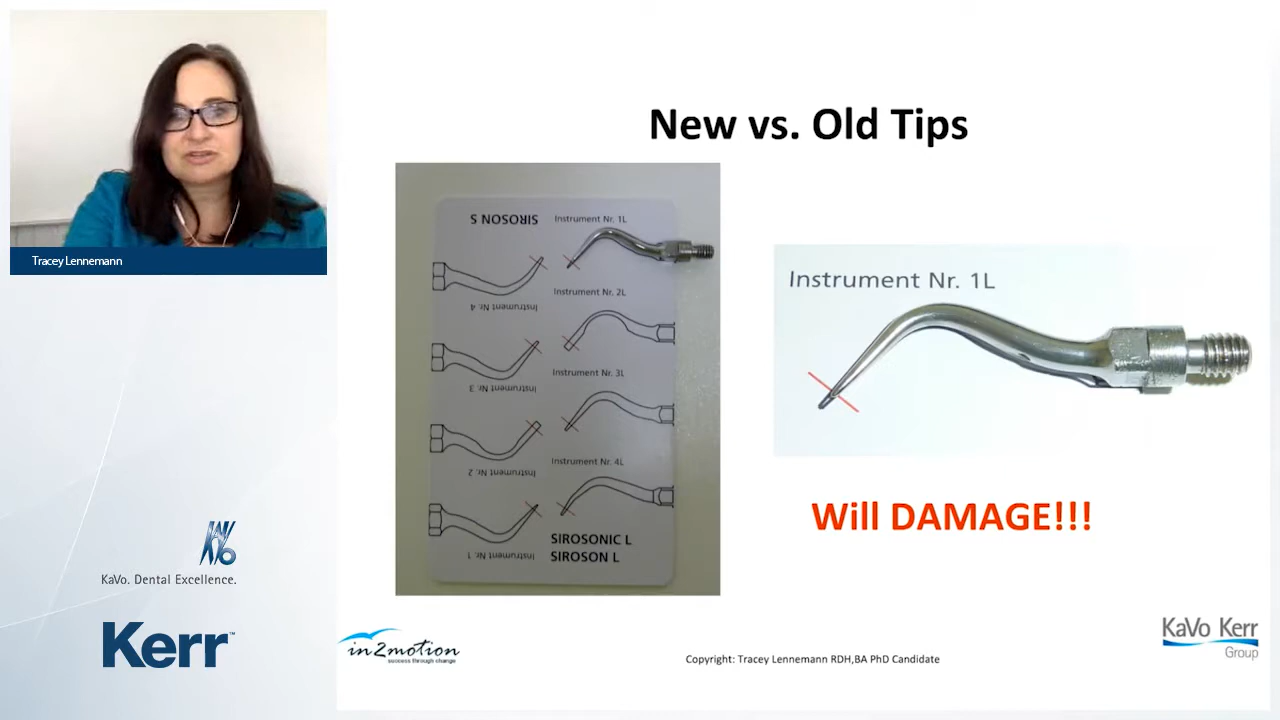 Tracey Lennemann
KaVo
KaVo. Dental Excellence.
Kerr™
New vs. Old Tips
SIROSON S
Instrument Nr. 1L
Instrument Nr. 4
Instrument Nr. 2L
Instrument Nr. 3
Instrument Nr. 3L
Instrument Nr. 2
Instrument Nr. 4L
Instrument Nr. 1
SIROSONIC L
SIROSON L
Instrument Nr. 1L
Will DAMAGE!!!
in2motion
success through change
Copyright: Tracey Lennemann RDH,BA PhD Candidate
KaVo Kerr
Group